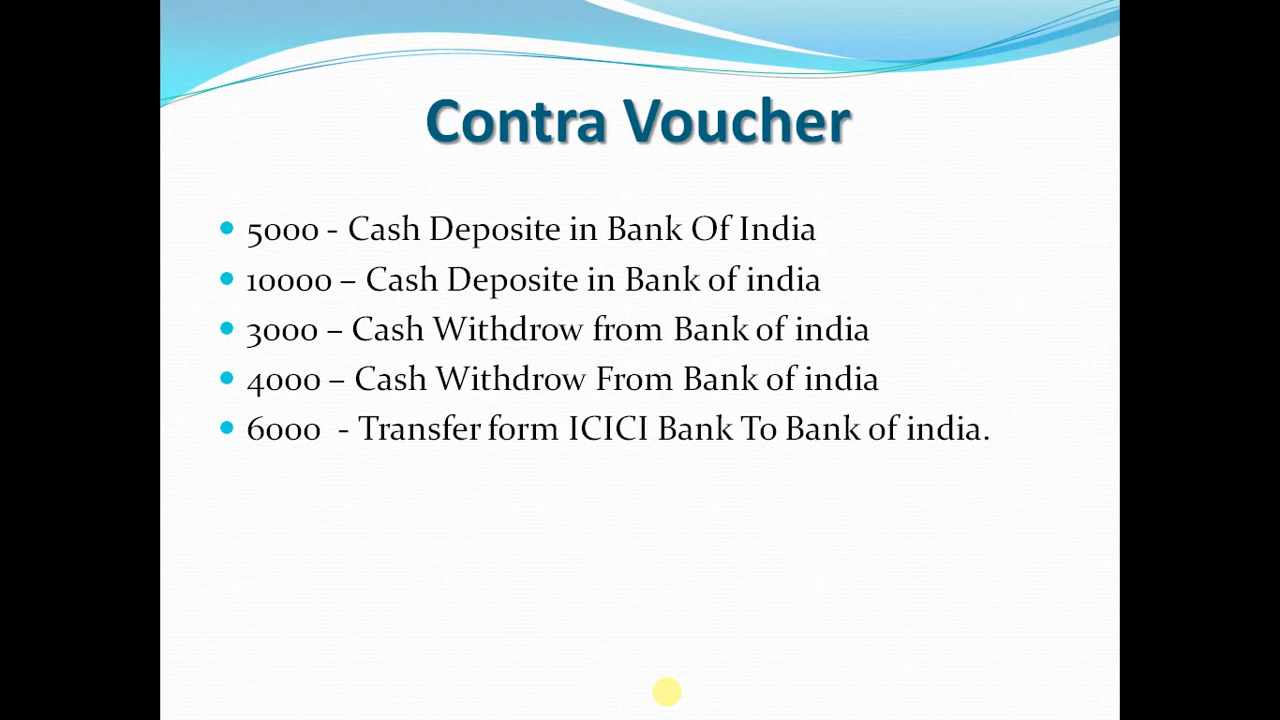 Contra Voucher
• 5000 - Cash Deposite in Bank Of India
• 10000 – Cash Deposite in Bank of india
• 3000 – Cash Withdrow from Bank of india
• 4000 – Cash Withdrow From Bank of india
• 6000  - Transfer form ICICI Bank To Bank of india.